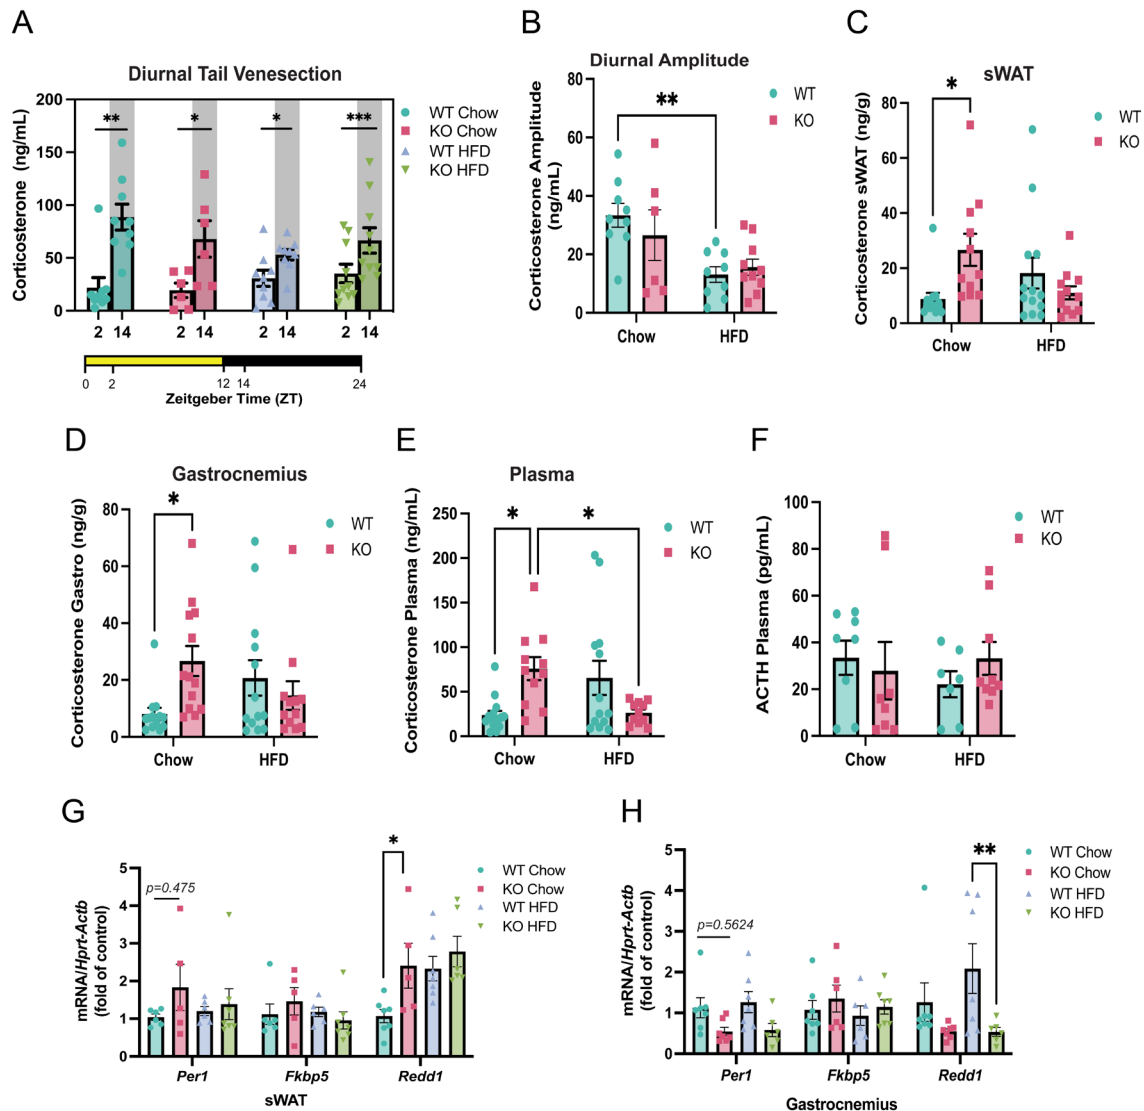 A
Diurnal Tail Venesection
Corticosterone (ng/mL)
200
150
100
50
0
** * * ***
2 14 2 14 2 14 2 14
WT Chow
KO Chow
WT HFD
KO HFD
0 2 12 14 24
Zeitgeber Time (ZT)
B
Diurnal Amplitude
Corticosterone Amplitude
(ng/mL)
80
60
40
20
0
**
Chow HFD
WT
KO
C
sWAT
Corticosterone sWAT (ng/g)
80
60
40
20
0
*
Chow HFD
WT
KO
D
Gastrocnemius
Corticosterone Gastro (ng/g)
80
60
40
20
0
*
Chow HFD
WT
KO
E
Plasma
Corticosterone Plasma (ng/mL)
250
200
150
100
50
0
* *
Chow HFD
WT
KO
F
ACTH Plasma (pg/mL)
100
80
60
40
20
0
Chow HFD
WT
KO
G
mRNA/Hprt-Actb
(fold of control)
5
4
3
2
1
0
p=0.475
*
Per1 Fkbp5 Redd1
sWAT
WT Chow
KO Chow
WT HFD
KO HFD
H
mRNA/Hprt-Actb
(fold of control)
5
4
3
2
1
0
p=0.5624
**
Per1 Fkbp5 Redd1
Gastrocnemius
WT Chow
KO Chow
WT HFD
KO HFD